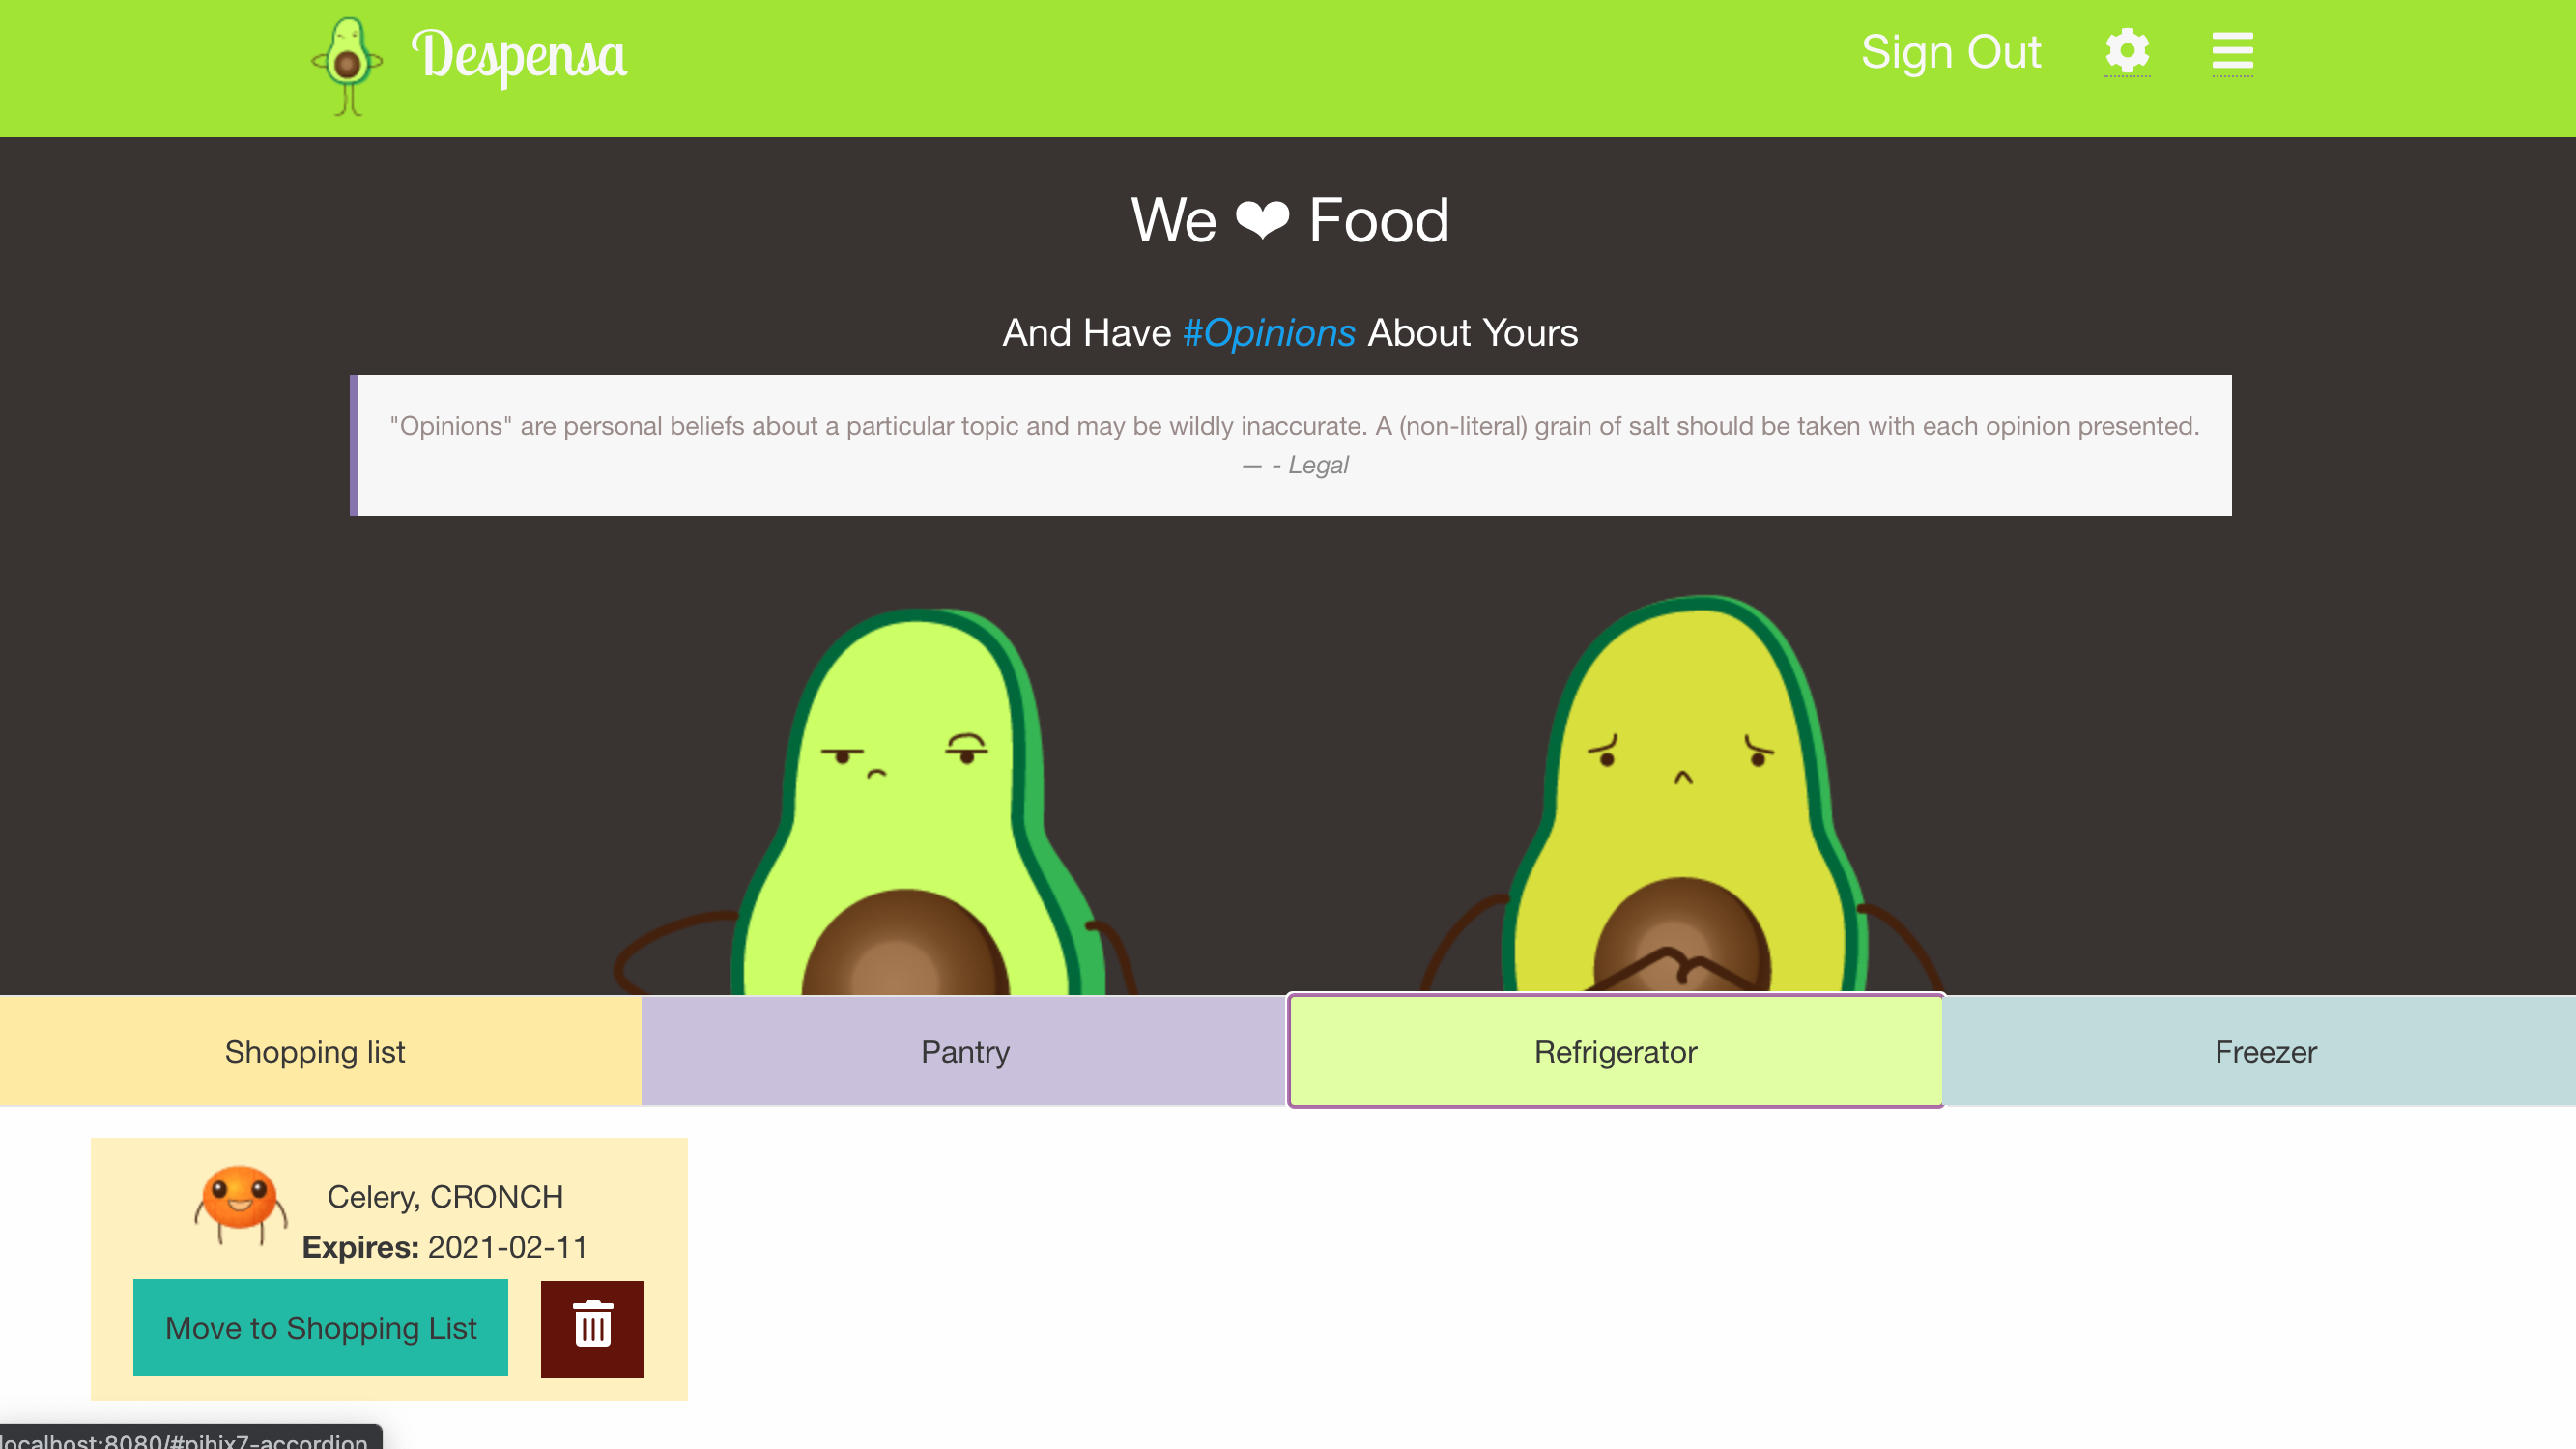 Despensa
Sign Out
We ❤ Food
And Have #Opinions About Yours
"Opinions" are personal beliefs about a particular topic and may be wildly inaccurate. A (non-literal) grain of salt should be taken with each opinion presented.
— - Legal
Shopping list
Pantry
Refrigerator
Freezer
Celery, CRONCH
Expires: 2021-02-11
Move to Shopping List
localhost:8080/#pihix7-accordion